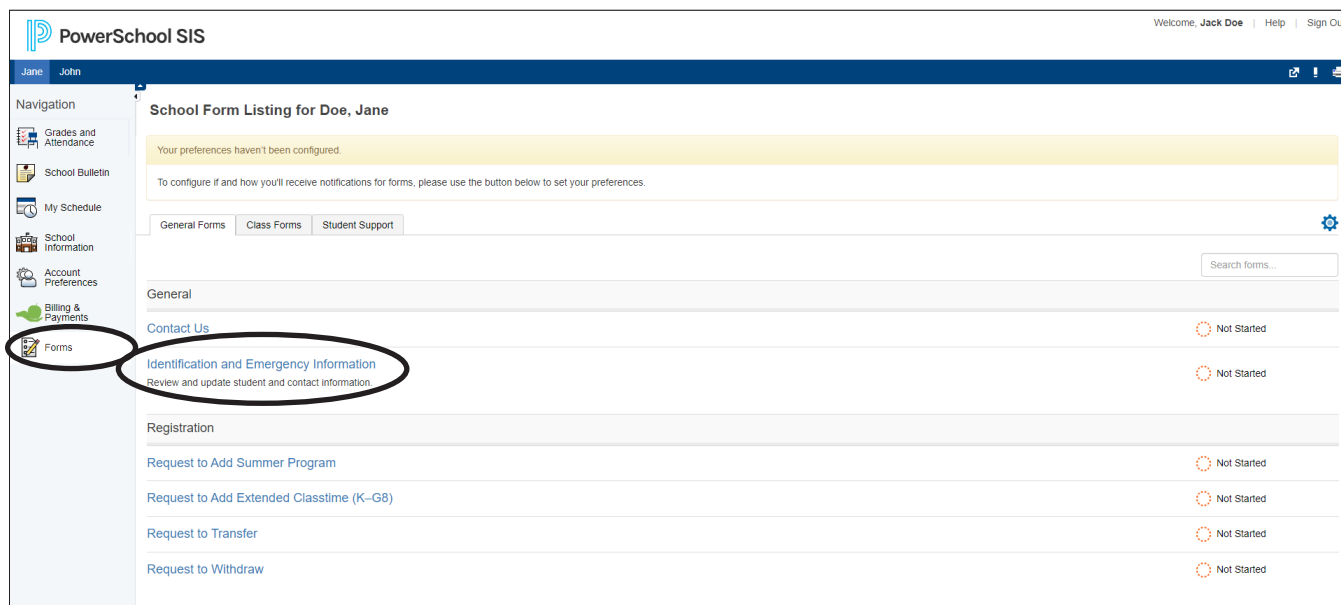 Welcome, Jack Doe | Help | Sign Ou
PowerSchool SIS
Jane John
Navigation
Grades and
Attendance
School Bulletin
My Schedule
School
Information
Account
Preferences
Billing &
Payments
Forms
School Form Listing for Doe, Jane
Your preferences haven't been configured.
To configure if and how you'll receive notifications for forms, please use the button below to set your preferences.
General Forms Class Forms Student Support
Search forms...
General
Contact Us Not Started
Identification and Emergency Information
Review and update student and contact information. Not Started
Registration
Request to Add Summer Program Not Started
Request to Add Extended Classtime (K–G8) Not Started
Request to Transfer Not Started
Request to Withdraw Not Started